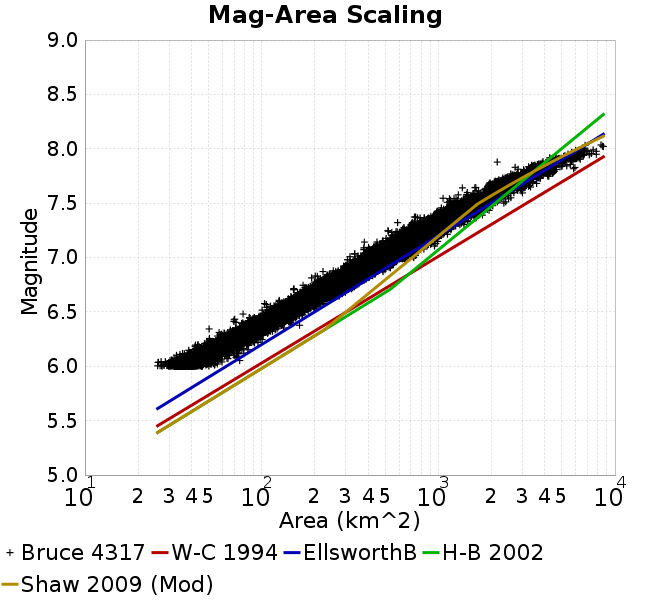 Mag-Area Scaling
9.0
8.5
8.0
7.5
7.0
6.5
6.0
5.5
5.0
Magnitude
10^1 2 3 4 5 10^2 2 3 4 5 10^3 2 3 4 5 10^4
Area (km^2)
Bruce 4317 W-C 1994 EllsworthB H-B 2002
Shaw 2009 (Mod)